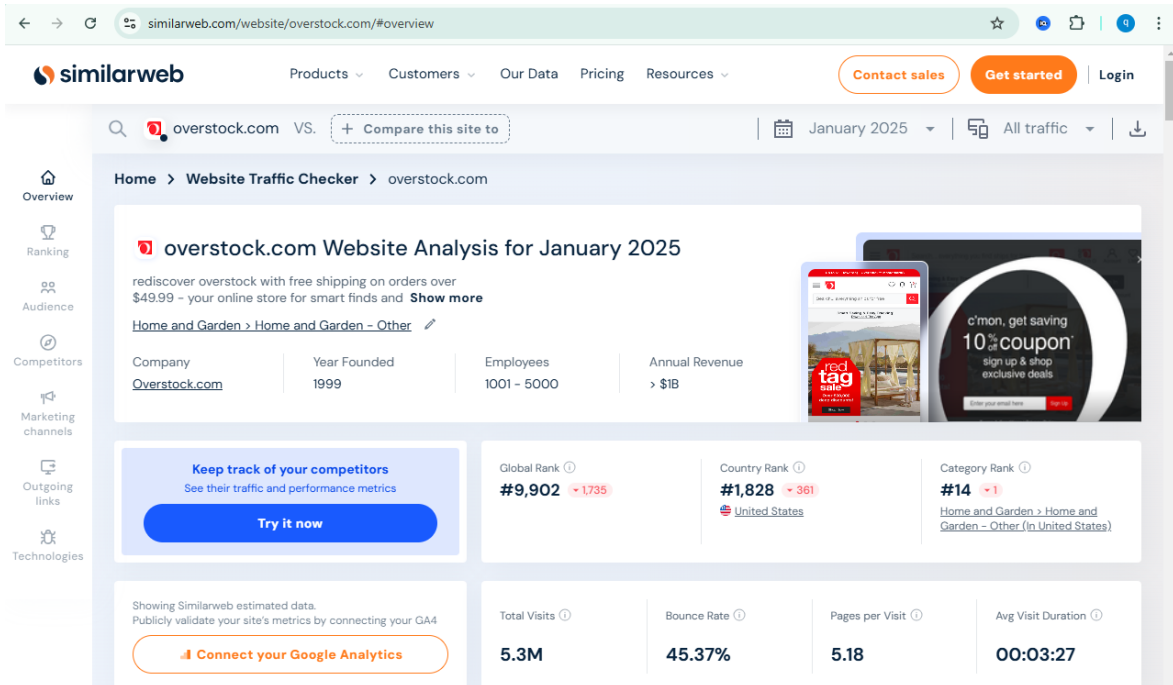 similarweb.com/website/overstock.com/#overview
q
similarweb
Products
Customers
Our Data
Pricing
Resources
Contact sales
Get started
Login
overstock.com VS. + Compare this site to
January 2025
All traffic
Overview
Ranking
Audience
Competitors
Marketing
channels
Outgoing
links
Technologies
Home > Website Traffic Checker > overstock.com
overstock.com Website Analysis for January 2025
rediscover overstock with free shipping on orders over
$49.99 – your online store for smart finds and Show more
Home and Garden > Home and Garden - Other
Company
Overstock.com
Year Founded
1999
Employees
1001 - 5000
Annual Revenue
> $1B
red
tag
sale
c'mon, get saving
10% off coupon*
sign up & shop
exclusive deals
Enter your email here
Sign Up
Keep track of your competitors
See their traffic and performance metrics
Try it now
Global Rank
#9,902 1,735
Country Rank
#1,828 361
United States
Category Rank
#14 1
Home and Garden > Home and
Garden - Other (In United States)
Showing Similarweb estimated data.
Publicly validate your site's metrics by connecting your GA4
Connect your Google Analytics
Total Visits
5.3M
Bounce Rate
45.37%
Pages per Visit
5.18
Avg Visit Duration
00:03:27